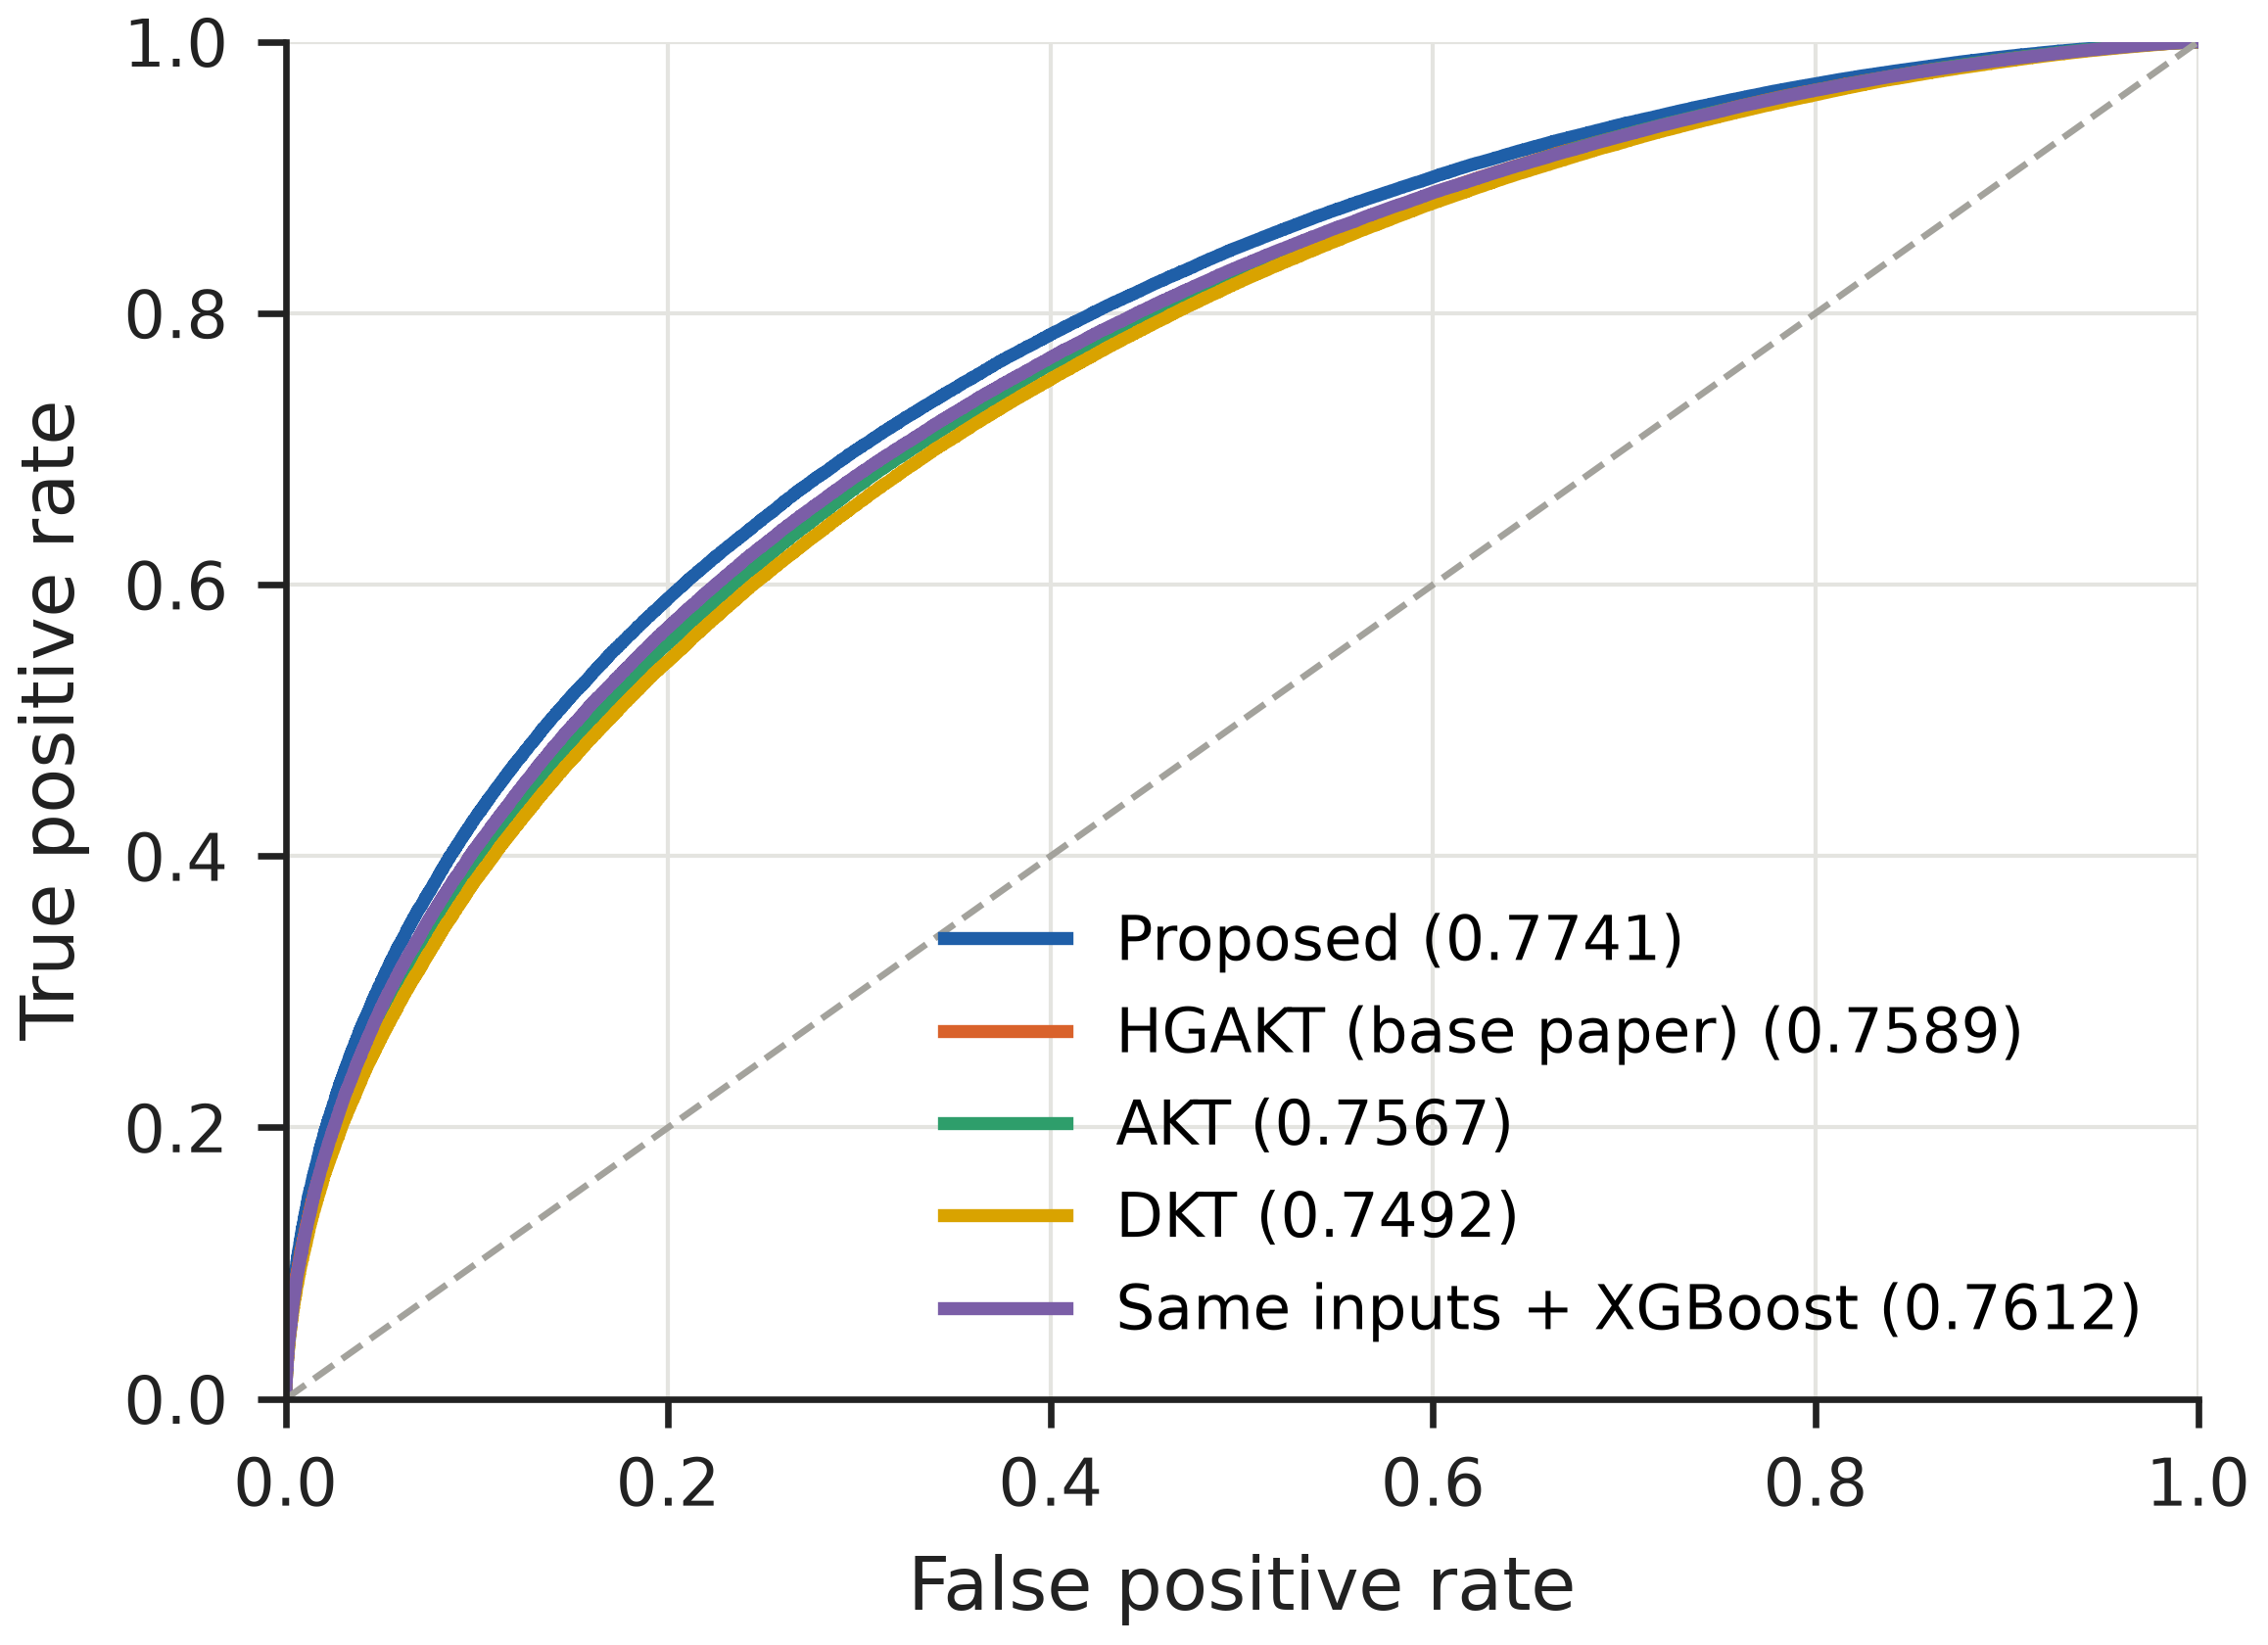 1.0
0.8
0.6
0.4
0.2
0.0
True positive rate
Proposed (0.7741)
HGAKT (base paper) (0.7589)
AKT (0.7567)
DKT (0.7492)
Same inputs + XGBoost (0.7612)
0.0 0.2 0.4 0.6 0.8 1.0
False positive rate